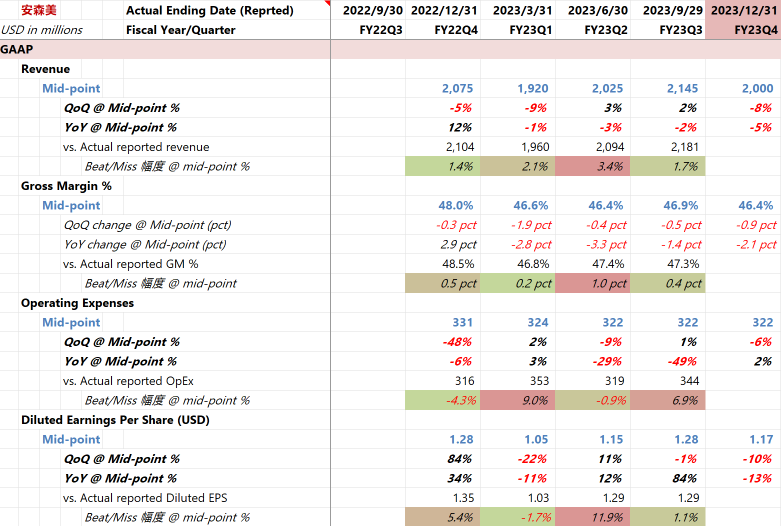 安森美 Actual Ending Date (Reprted) 2022/9/30 2022/12/31 2023/3/31 2023/6/30 2023/9/29 2023/12/31
USD in millions Fiscal Year/Quarter FY22Q3 FY22Q4 FY23Q1 FY23Q2 FY23Q3 FY23Q4
GAAP
Revenue
Mid-point 2,075 1,920 2,025 2,145 2,000
QoQ @ Mid-point % -5% -9% 3% 2% -8%
YoY @ Mid-point % 12% -1% -3% -2% -5%
vs. Actual reported revenue 2,104 1,960 2,094 2,181
Beat/Miss 幅度 @ mid-point % 1.4% 2.1% 3.4% 1.7%
Gross Margin %
Mid-point 48.0% 46.6% 46.4% 46.9% 46.4%
QoQ change @ Mid-point (pct) -0.3 pct -1.9 pct -0.4 pct -0.5 pct -0.9 pct
YoY change @ Mid-point (pct) 2.9 pct -2.8 pct -3.3 pct -1.4 pct -2.1 pct
vs. Actual reported GM % 48.5% 46.8% 47.4% 47.3%
Beat/Miss 幅度 @ mid-point 0.5 pct 0.2 pct 1.0 pct 0.4 pct
Operating Expenses
Mid-point 331 324 322 322 322
QoQ @ Mid-point % -48% 2% -9% 1% -6%
YoY @ Mid-point % -6% 3% -29% -49% 2%
vs. Actual reported OpEx 316 353 319 344
Beat/Miss 幅度 @ mid-point % -4.3% 9.0% -0.9% 6.9%
Diluted Earnings Per Share (USD)
Mid-point 1.28 1.05 1.15 1.28 1.17
QoQ @ Mid-point % 84% -22% 11% -1% -10%
YoY @ Mid-point % 34% -11% 12% 84% -13%
vs. Actual reported Diluted EPS 1.35 1.03 1.29 1.29
Beat/Miss 幅度 @ mid-point % 5.4% -1.7% 11.9% 1.1%